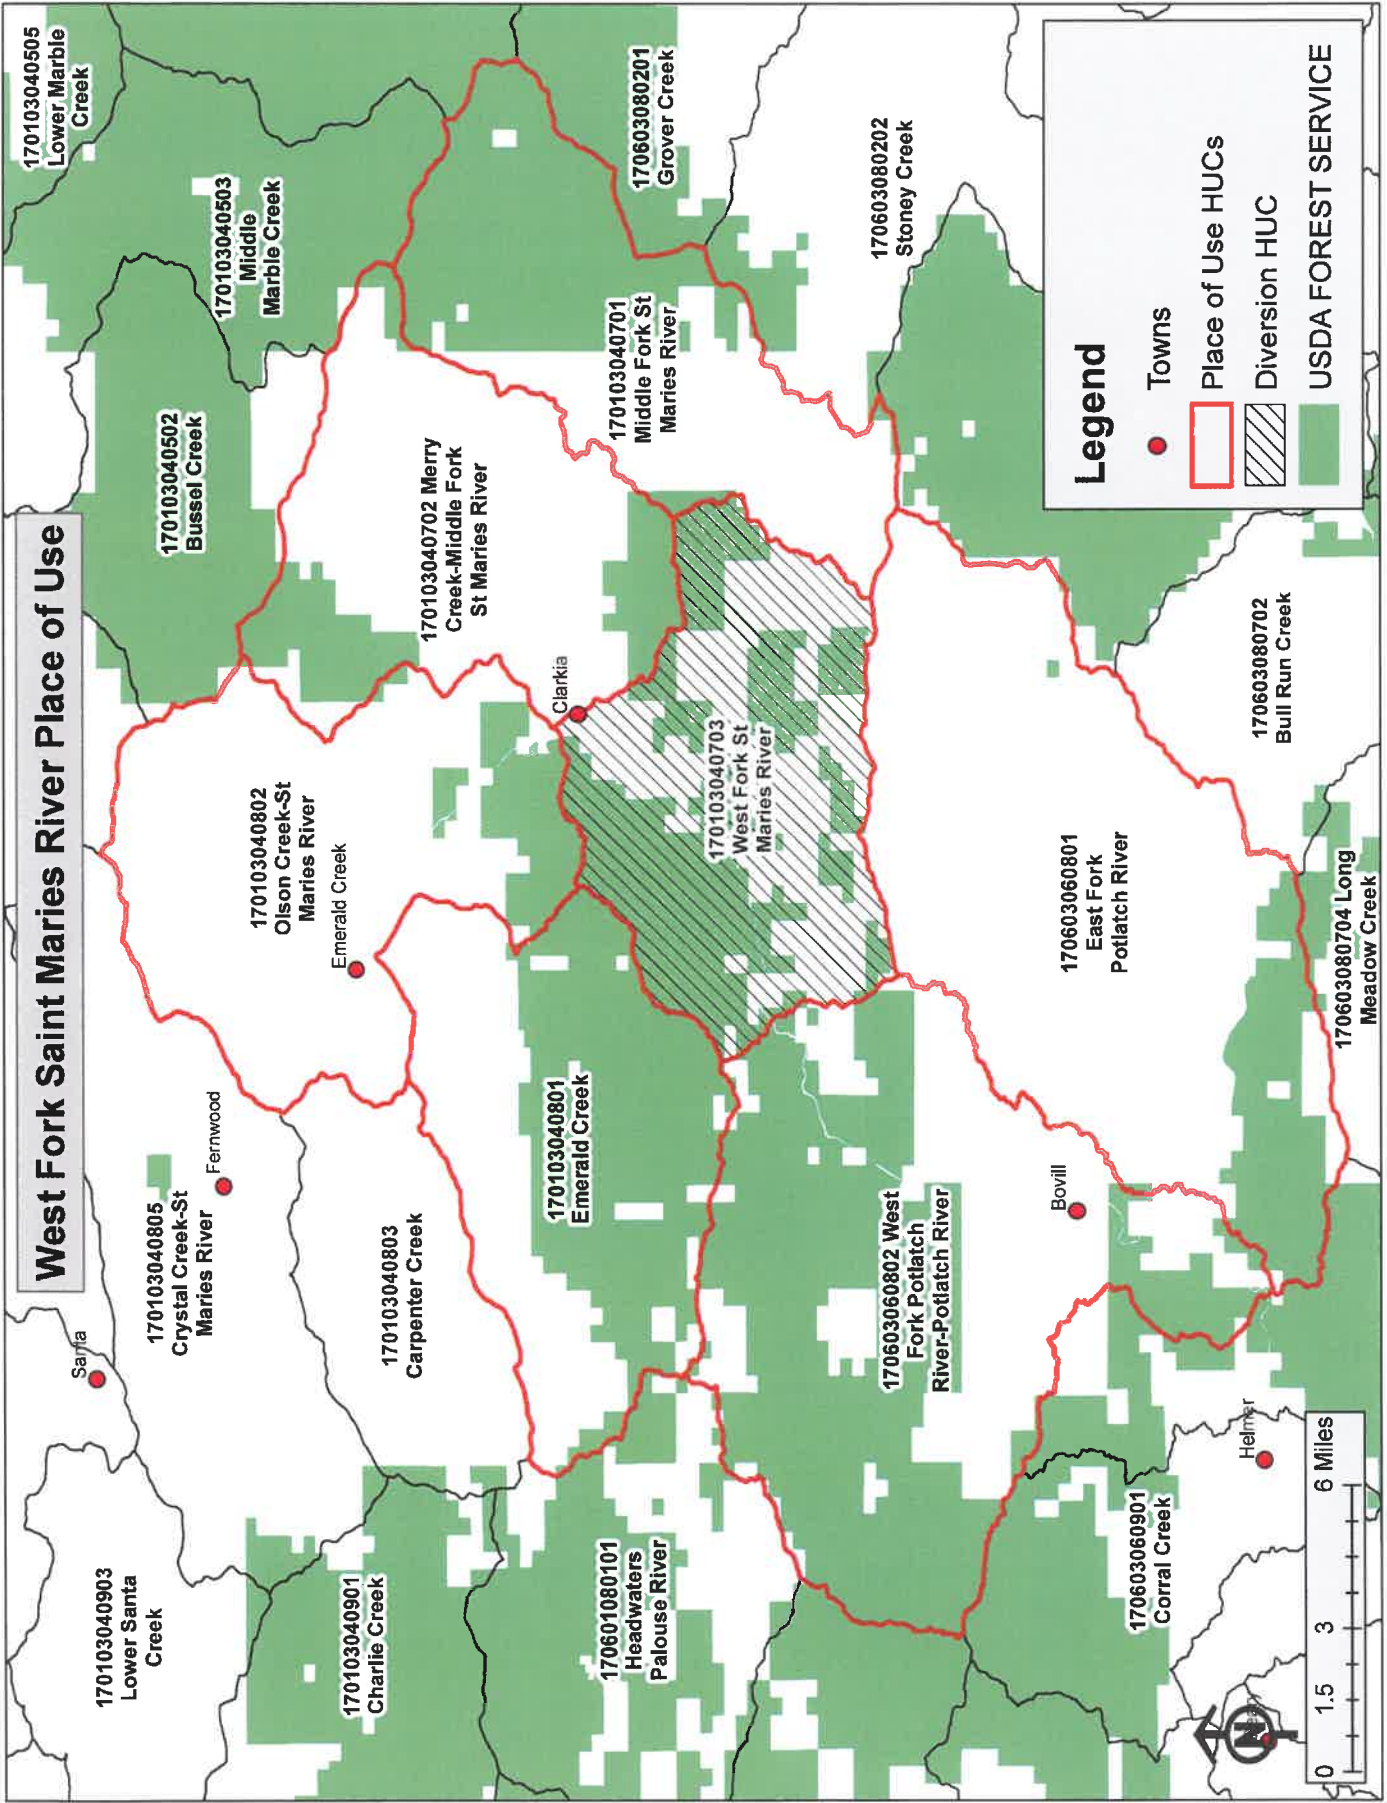 West Fork Saint Maries River Place of Use
Santa
170103040903
Lower Santa
Creek
170103040805
Crystal Creek-St
Maries River
Fernwood
170103040802
Olson Creek-St
Maries River
Emerald Creek
170103040502
Bussel Creek
170103040503
Middle
Marble Creek
170103040505
Lower Marble
Creek
170103040901
Charlie Creek
170103040803
Carpenter Creek
170103040801
Emerald Creek
Clarkia
170103040702 Merry
Creek-Middle Fork
St Maries River
170103040701
Middle Fork St
Maries River
170603080201
Grover Creek
170601080101
Headwaters
Palouse River
170103040703
West Fork St
Maries River
170603080202
Stoney Creek
170603060802 West
Fork Potlatch
River-Potlatch River
Bovill
170603060801
East Fork
Potlatch River
170603060901
Corral Creek
Helmer
170603080702
Bull Run Creek
170603080704 Long
Meadow Creek
Legend
Towns
Place of Use HUCs
Diversion HUC
USDA FOREST SERVICE
N
0 1.5 3 6 Miles